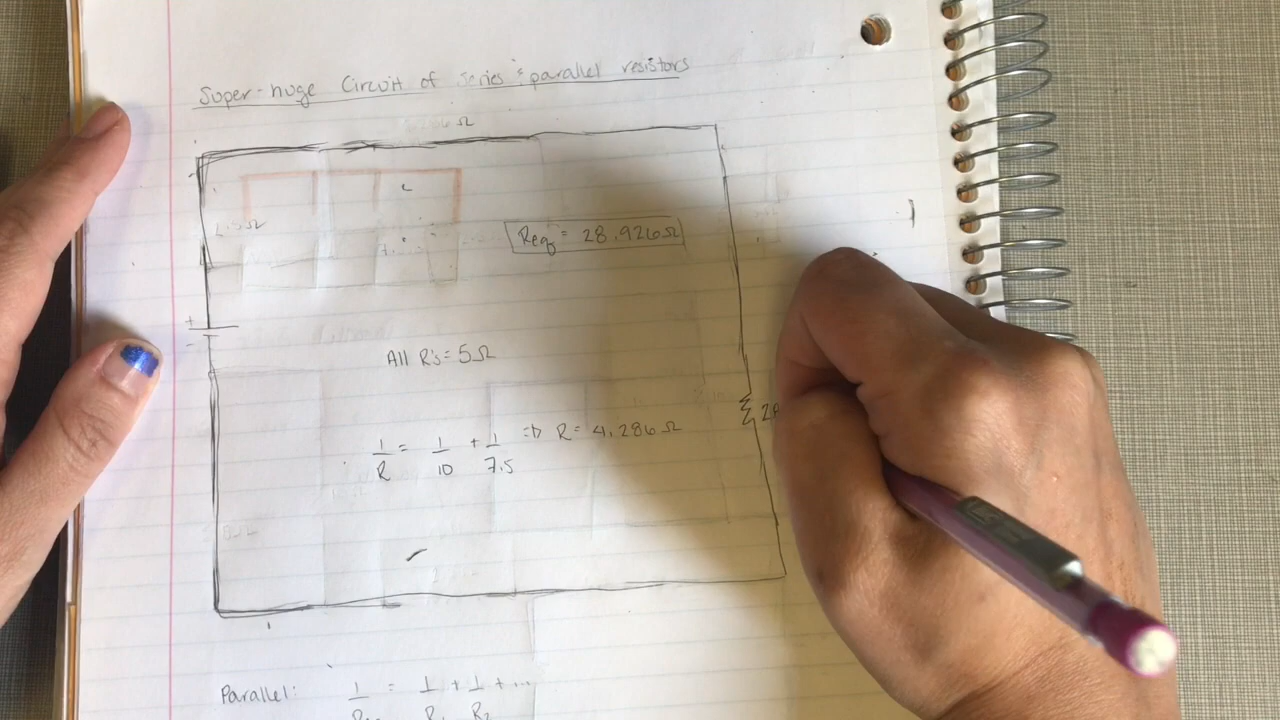 Super-huge Circuit of series & parallel resistors
Ω
Req = 28.926Ω
+
-
All R's = 5Ω
1/R = 1/10 + 1/7.5 => R = 4.286Ω
Parallel: 1/Req = 1/R1 + 1/R2 + ...